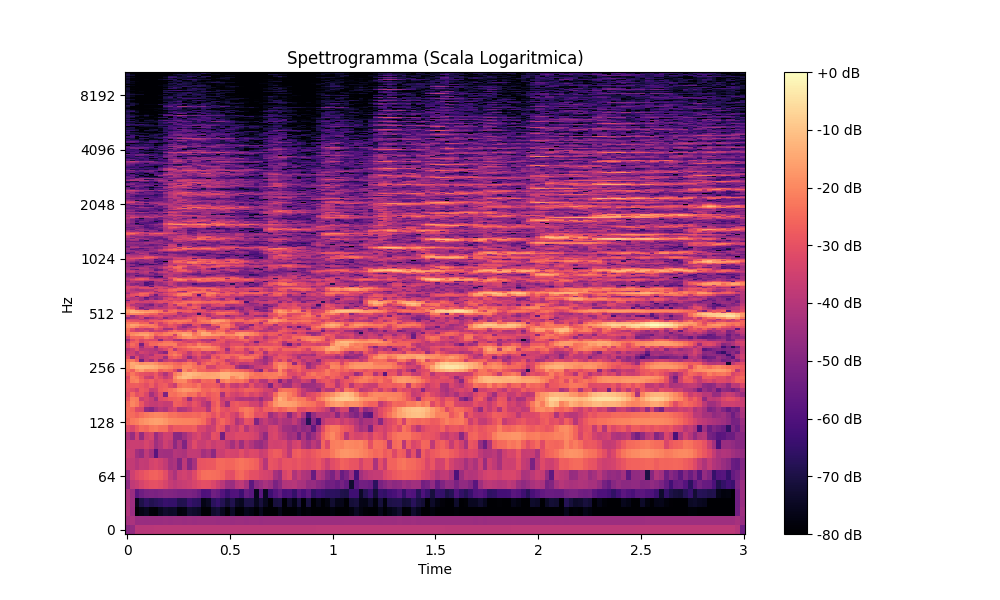 Spettrogramma (Scala Logaritmica)
Hz
8192
4096
2048
1024
512
256
128
64
0
0
0.5
1
1.5
2
2.5
3
Time
+0 dB
-10 dB
-20 dB
-30 dB
-40 dB
-50 dB
-60 dB
-70 dB
-80 dB